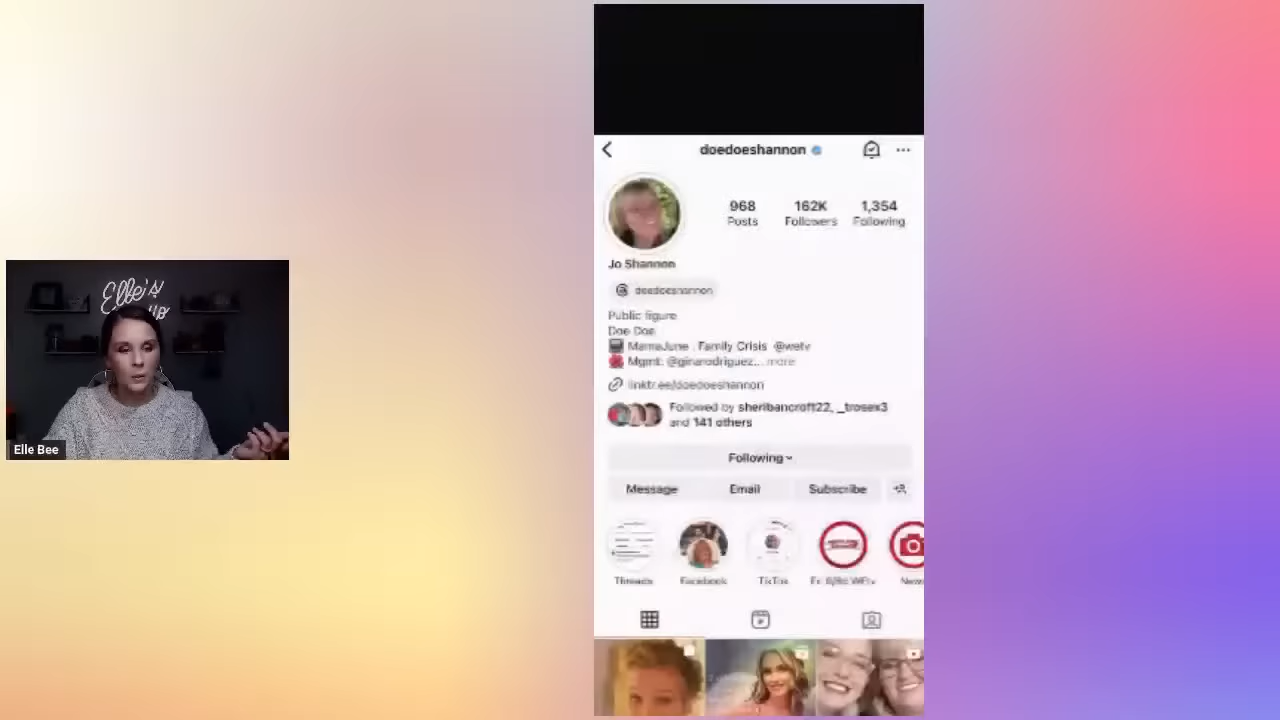 Elle's
Elle Bee
doedoeshannon
968
Posts
162K
Followers
1,354
Following
Jo Shannon
doedoeshannon
Public figure
Doe Doe
MamaJune . Family Crisis @wetv
Mgmt: @ginarodriguez... more
linktr.ee/doedoeshannon
Followed by sheribancroft22, _trosex3
and 141 others
Following
Message
Email
Subscribe
Threads
Facebook
TikTok
News